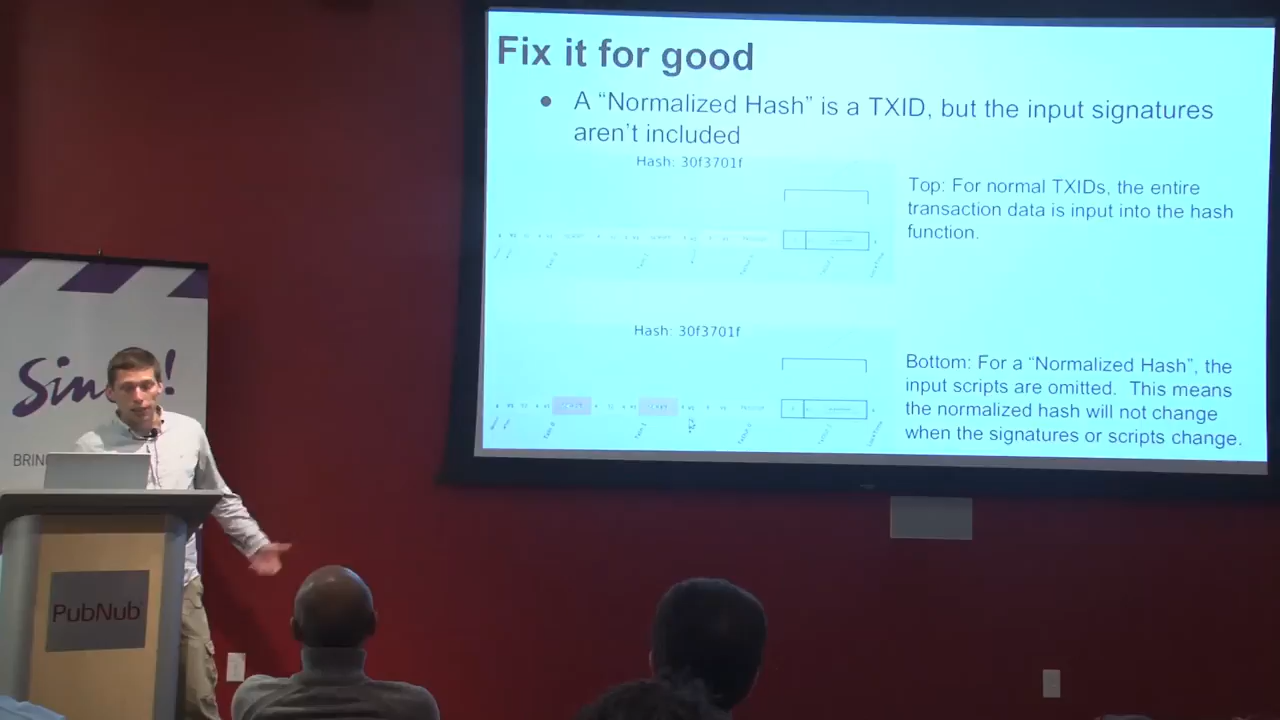 Fix it for good
● A “Normalized Hash” is a TXID, but the input signatures
aren’t included
Hash: 30f3701f
Top: For normal TXIDs, the entire
transaction data is input into the hash
function.
Hash: 30f3701f
Bottom: For a “Normalized Hash”, the
input scripts are omitted. This means
the normalized hash will not change
when the signatures or scripts change.
PubNub